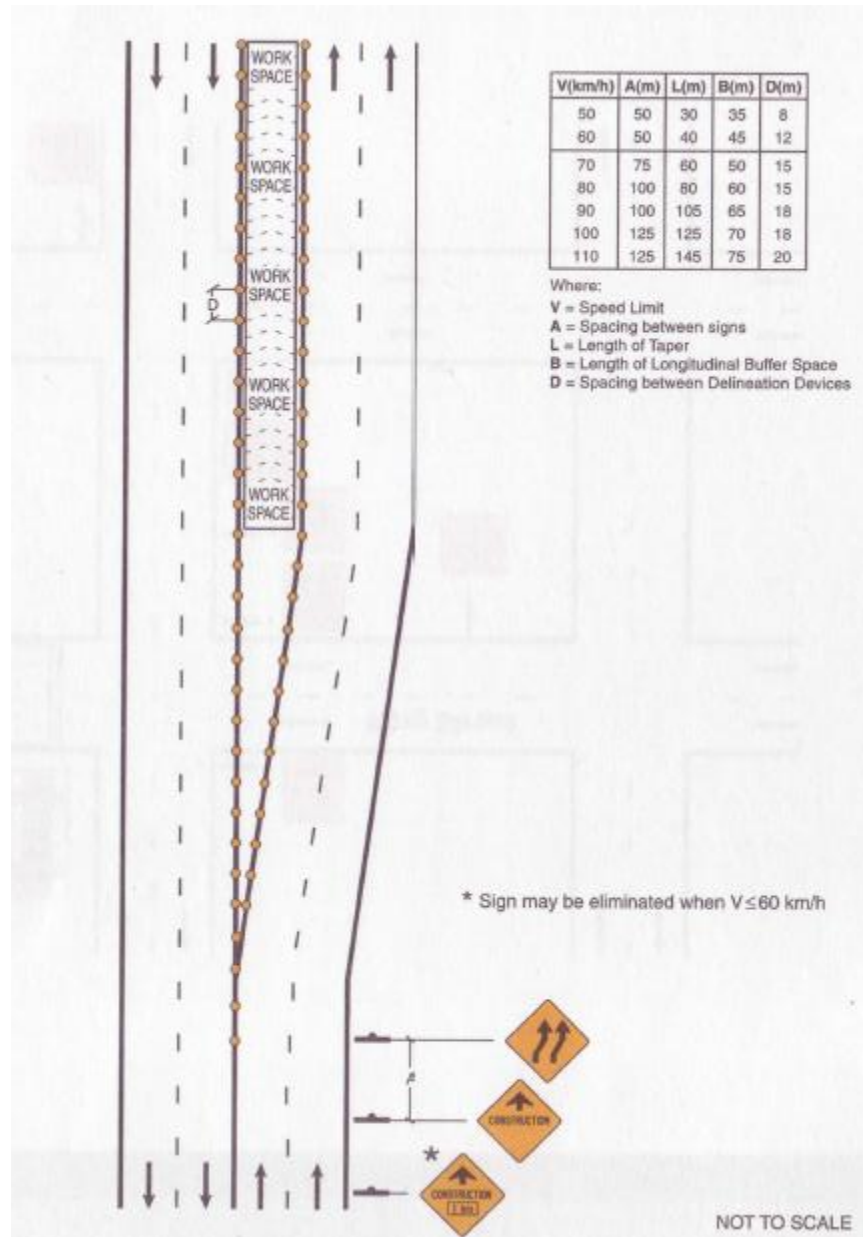 WORK
SPACE
WORK
SPACE
WORK
SPACE
D
WORK
SPACE
WORK
SPACE
V(km/h) A(m) L(m) B(m) D(m)
50 50 30 35 8
60 50 40 45 12
70 75 60 50 15
80 100 80 60 15
90 100 105 65 18
100 125 125 70 18
110 125 145 75 20
Where:
V = Speed Limit
A = Spacing between signs
L = Length of Taper
B = Length of Longitudinal Buffer Space
D = Spacing between Delineation Devices
* Sign may be eliminated when V≤60 km/h
A
CONSTRUCTION
*
CONSTRUCTION
1 km
NOT TO SCALE